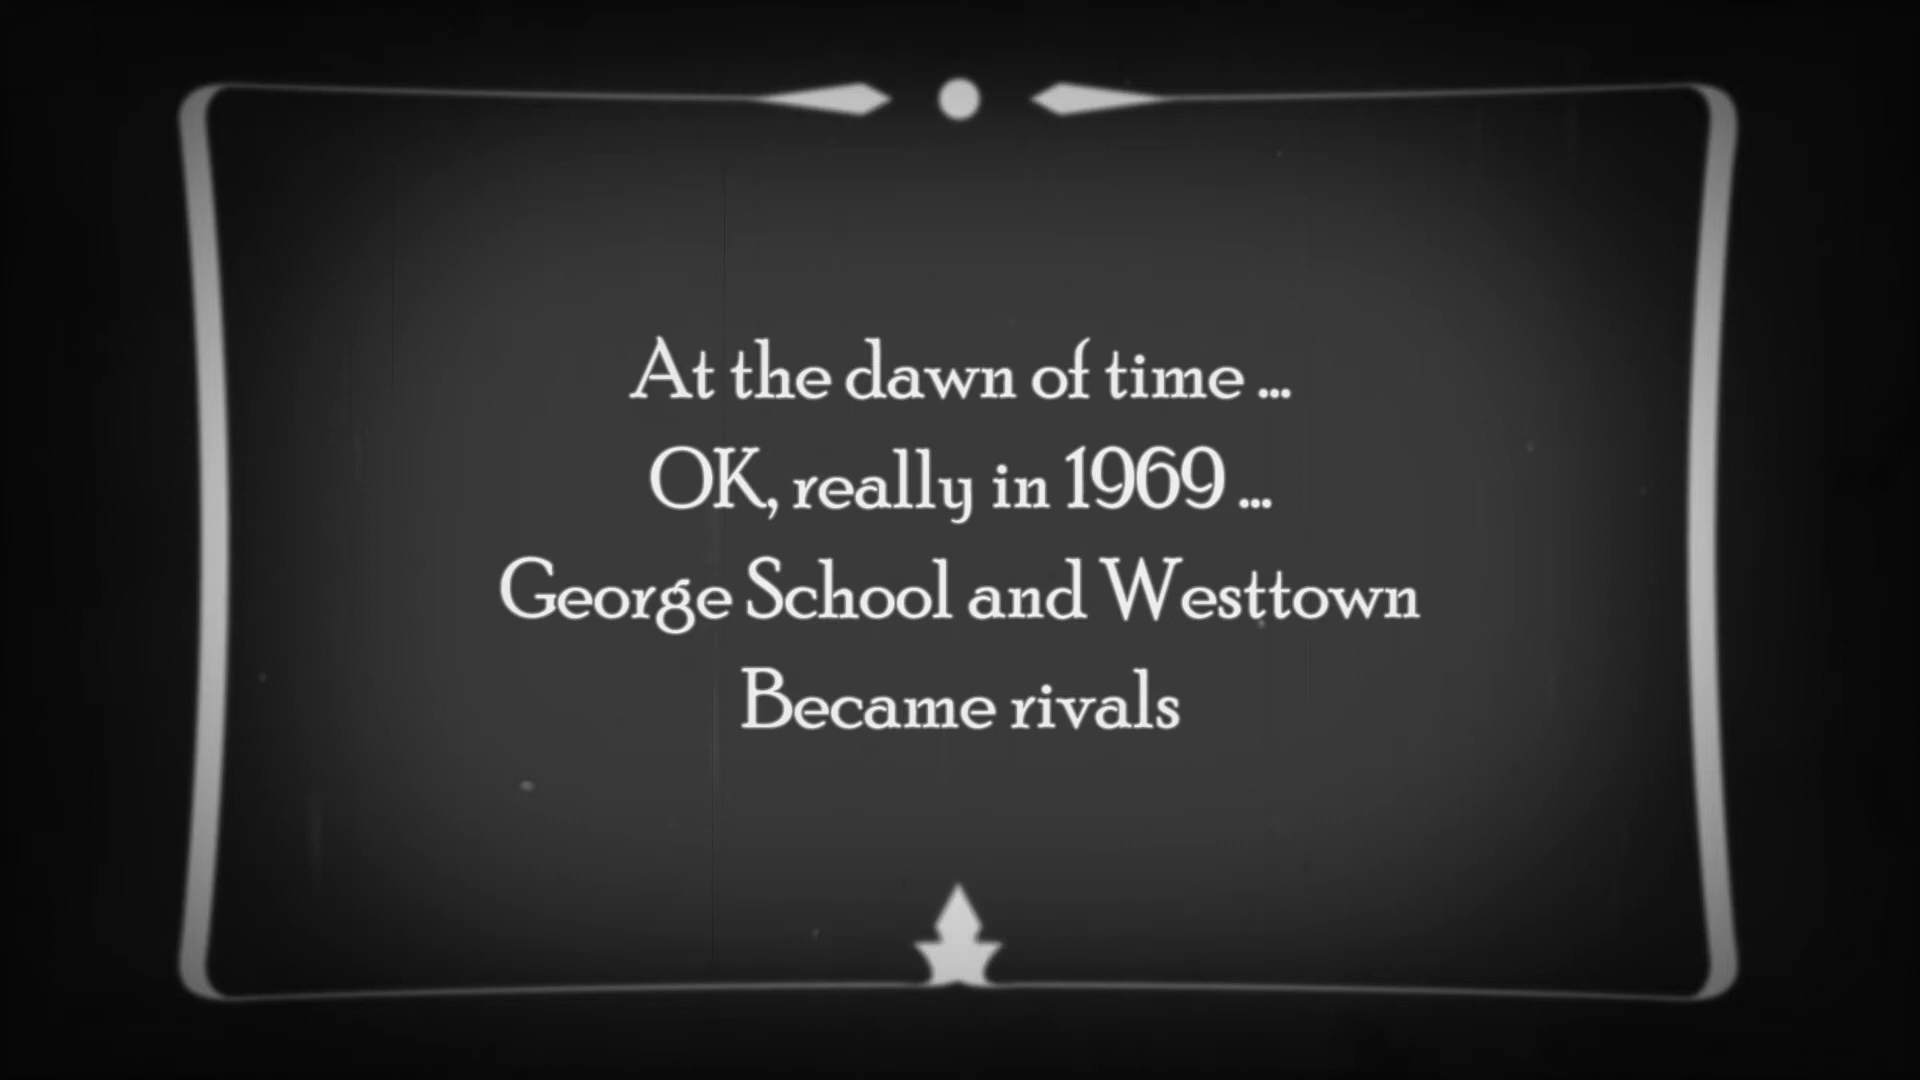 At the dawn of time ...
OK, really in 1969 ...
George School and Westtown
Became rivals